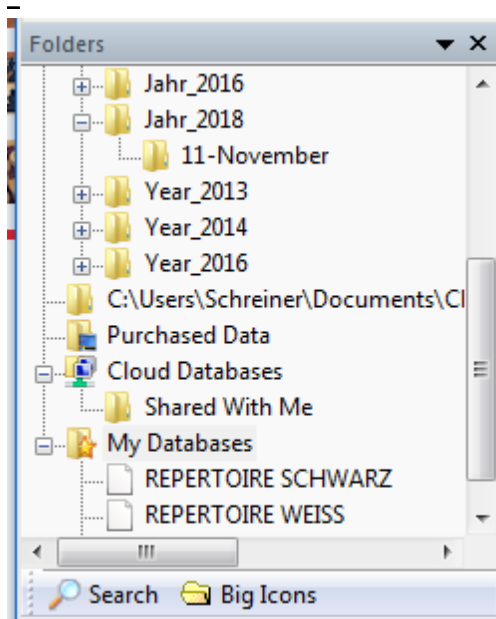 Folders
Jahr_2016
Jahr_2018
11-November
Year_2013
Year_2014
Year_2016
C:\Users\Schreiner\Documents\Cl
Purchased Data
Cloud Databases
Shared With Me
My Databases
REPERTOIRE SCHWARZ
REPERTOIRE WEISS
Search Big Icons